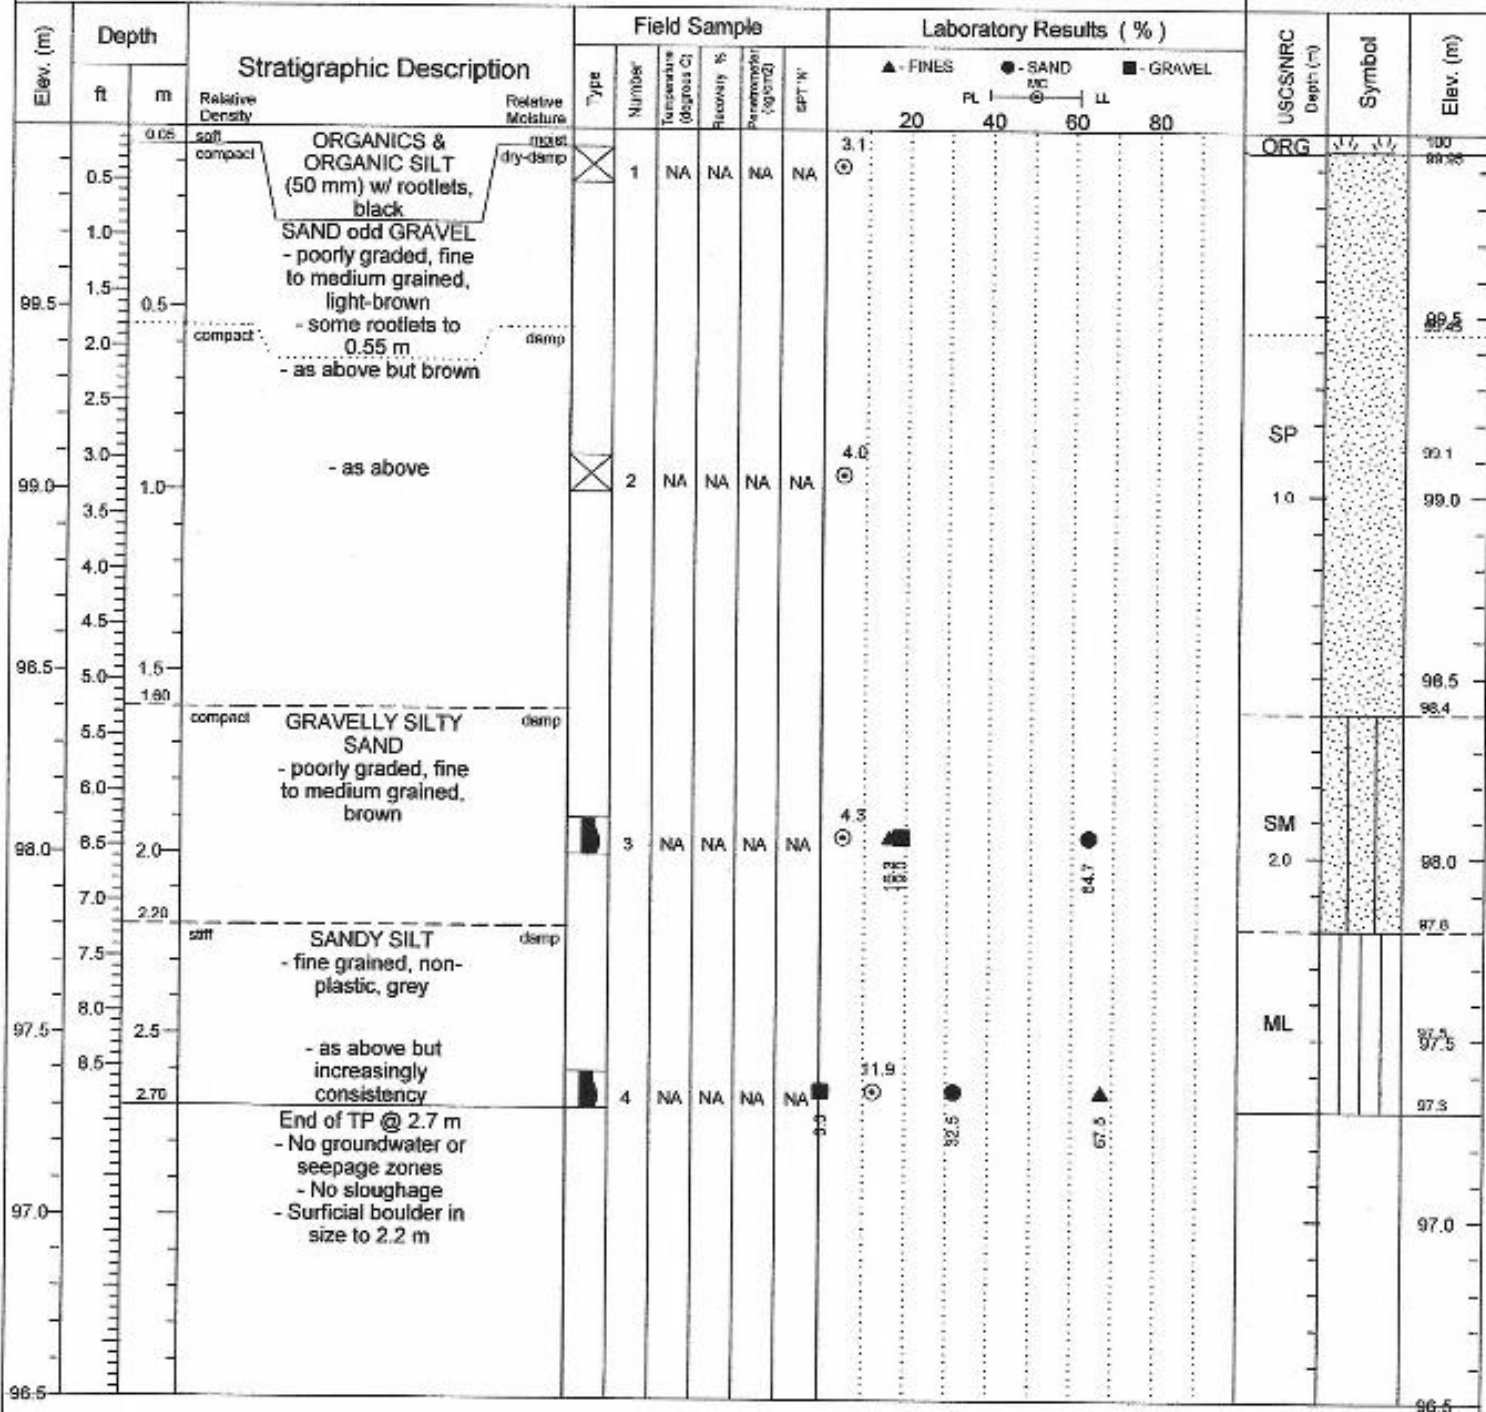 Elev. (m)
Depth
ft
m
Stratigraphic Description
Relative Density
Relative Moisture
Field Sample
Type
Number
Temperature (degrees C)
Recovery %
Penetrometer (kg/cm2)
SPT 'N'
Laboratory Results ( % )
▲ - FINES ● - SAND ■ - GRAVEL
PL MC LL
20 40 60 80
USCS/NRC
Depth (m)
Symbol
Elev. (m)
0.05 soft ORGANICS & moist
compact ORGANIC SILT dry-damp
(50 mm) w/ rootlets,
black
1 NA NA NA NA 3.1
ORG 100
99.95
0.5
1.0
SAND odd GRAVEL
- poorly graded, fine
to medium grained,
light-brown
- some rootlets to
0.55 m
99.5 1.5 0.5
99.5
99.45
compact damp
2.0
- as above but brown
2.5
SP
3.0
- as above
2 NA NA NA NA 4.0
99.1
99.0 1.0
1.0 99.0
3.5
4.0
4.5
98.5 5.0 1.5
98.5
1.60
98.4
compact GRAVELLY SILTY damp
SAND
- poorly graded, fine
to medium grained,
brown
5.5
6.0
98.0 6.5 2.0
3 NA NA NA NA 4.3
64.7
SM
2.0 98.0
7.0
2.20
97.8
stiff SANDY SILT damp
- fine grained, non-
plastic, grey
7.5
8.0
97.5 2.5
ML
97.5
97.5
- as above but
increasingly
consistency
8.5
2.70
4 NA NA NA NA 11.9
32.5
67.5
97.3
End of TP @ 2.7 m
- No groundwater or
seepage zones
- No sloughage
- Surficial boulder in
size to 2.2 m
97.0
97.0
96.5
96.5